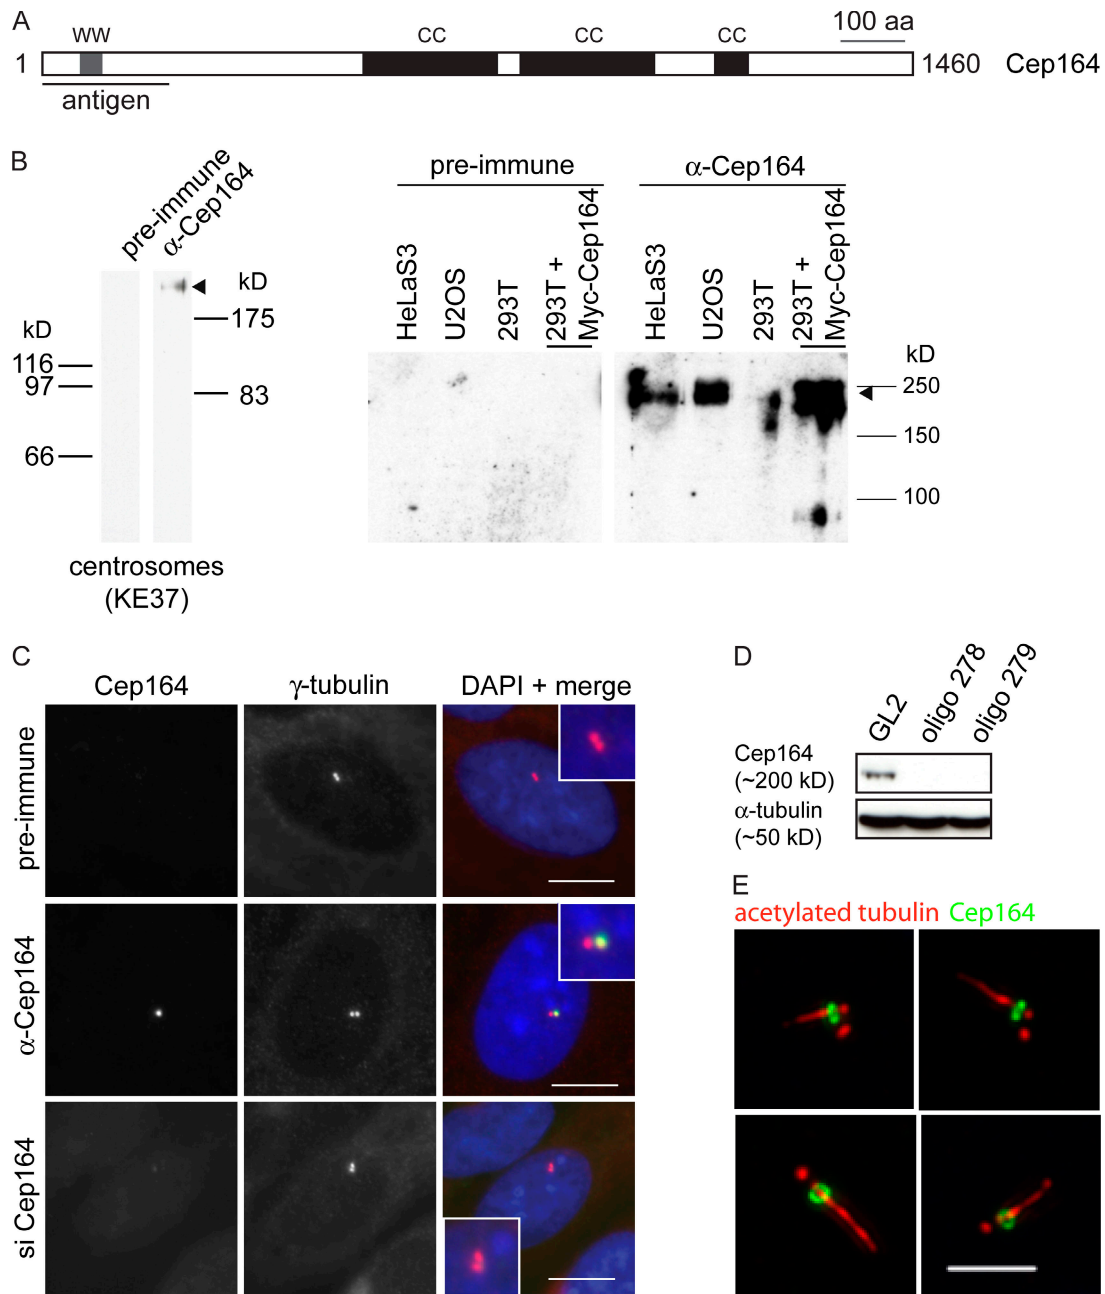 A
WW CC CC CC 100 aa
1 1460 Cep164
antigen
B
pre-immune
α-Cep164
kD
175
83
kD
116
97
66
centrosomes
(KE37)
pre-immune α-Cep164
HeLaS3
U2OS
293T
293T +
Myc-Cep164
HeLaS3
U2OS
293T
293T +
Myc-Cep164
kD
250
150
100
C
Cep164 γ-tubulin DAPI + merge
pre-immune
α-Cep164
si Cep164
D
GL2
oligo 278
oligo 279
Cep164
(~200 kD)
α-tubulin
(~50 kD)
E
acetylated tubulin Cep164